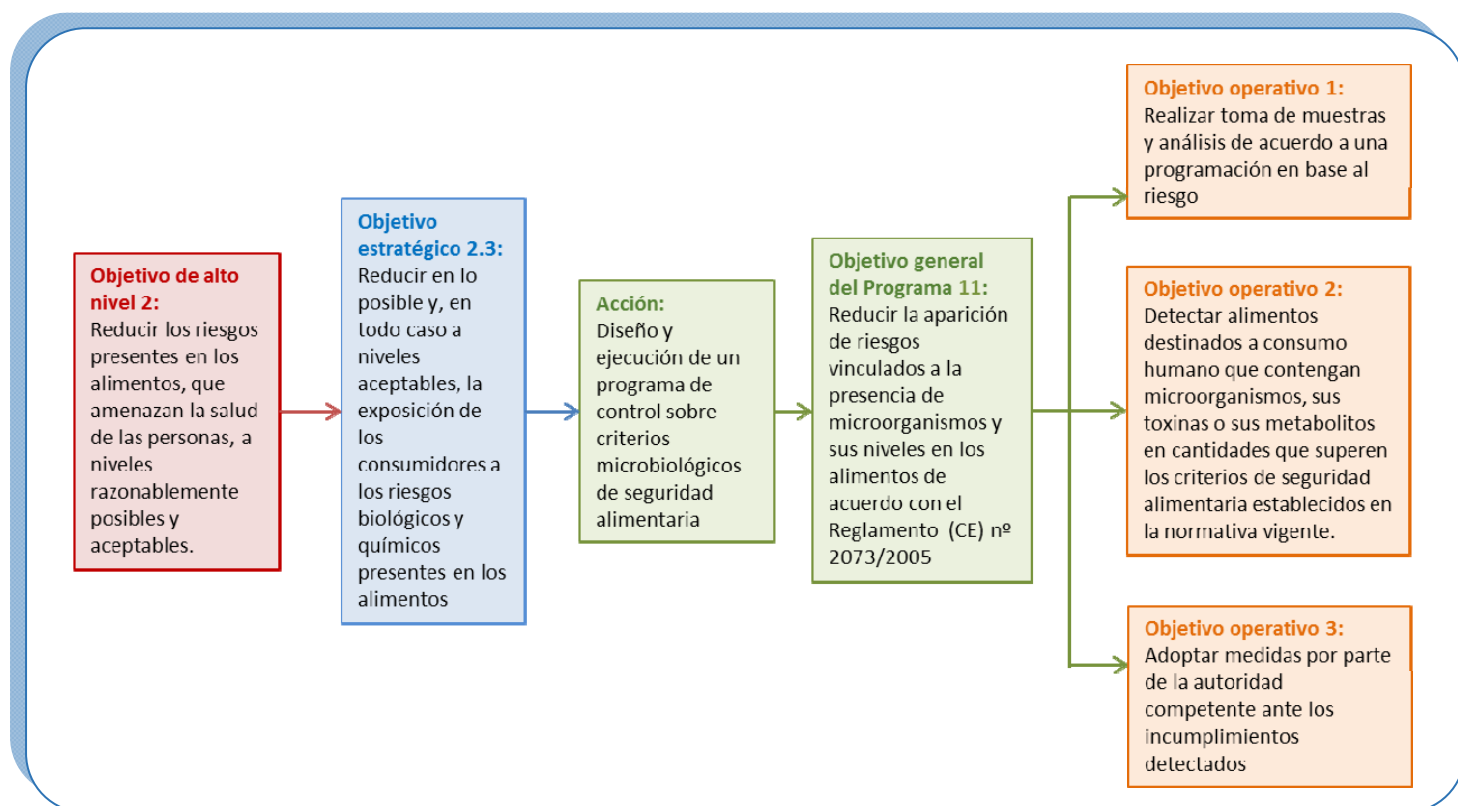 Objetivo de alto
nivel 2:
Reducir los riesgos
presentes en los
alimentos, que
amenazan la salud
de las personas, a
niveles
razonablemente
posibles y
aceptables.
Objetivo
estratégico 2.3:
Reducir en lo
posible y, en
todo caso a
niveles
aceptables, la
exposición de
los
consumidores a
los riesgos
biológicos y
químicos
presentes en los
alimentos
Acción:
Diseño y
ejecución de un
programa de
control sobre
criterios
microbiológicos
de seguridad
alimentaria
Objetivo general
del Programa 11:
Reducir la aparición
de riesgos
vinculados a la
presencia de
microorganismos y
sus niveles en los
alimentos de
acuerdo con el
Reglamento (CE) nº
2073/2005
Objetivo operativo 1:
Realizar toma de muestras
y análisis de acuerdo a una
programación en base al
riesgo
Objetivo operativo 2:
Detectar alimentos
destinados a consumo
humano que contengan
microorganismos, sus
toxinas o sus metabolitos
en cantidades que superen
los criterios de seguridad
alimentaria establecidos en
la normativa vigente.
Objetivo operativo 3:
Adoptar medidas por parte
de la autoridad
competente ante los
incumplimientos
detectados